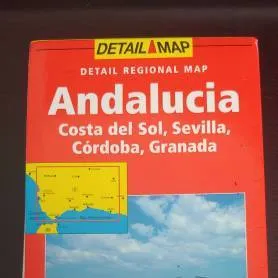 DETAIL MAP
DETAIL REGIONAL MAP
Andalucia
Costa del Sol, Sevilla,
Córdoba, Granada